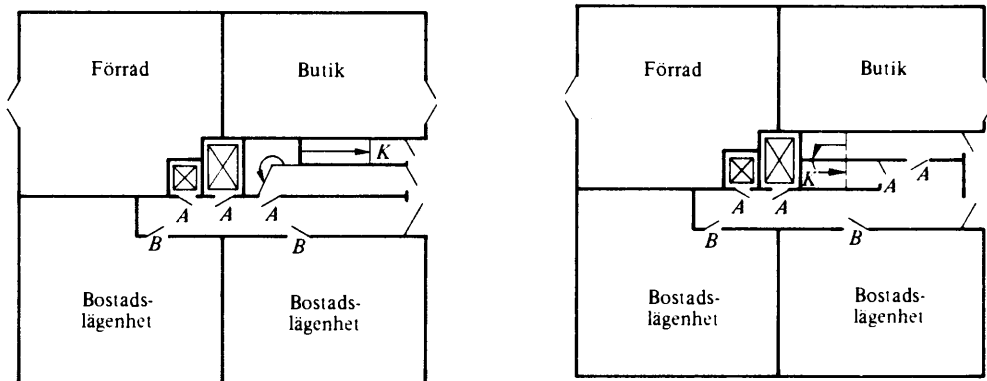 Förrad
Butik
K
A
A
A
B
B
Bostads-
lägenhet
Bostads-
lägenhet
Förrad
Butik
K
A
A
A
A
B
B
Bostads-
lägenhet
Bostads-
lägenhet